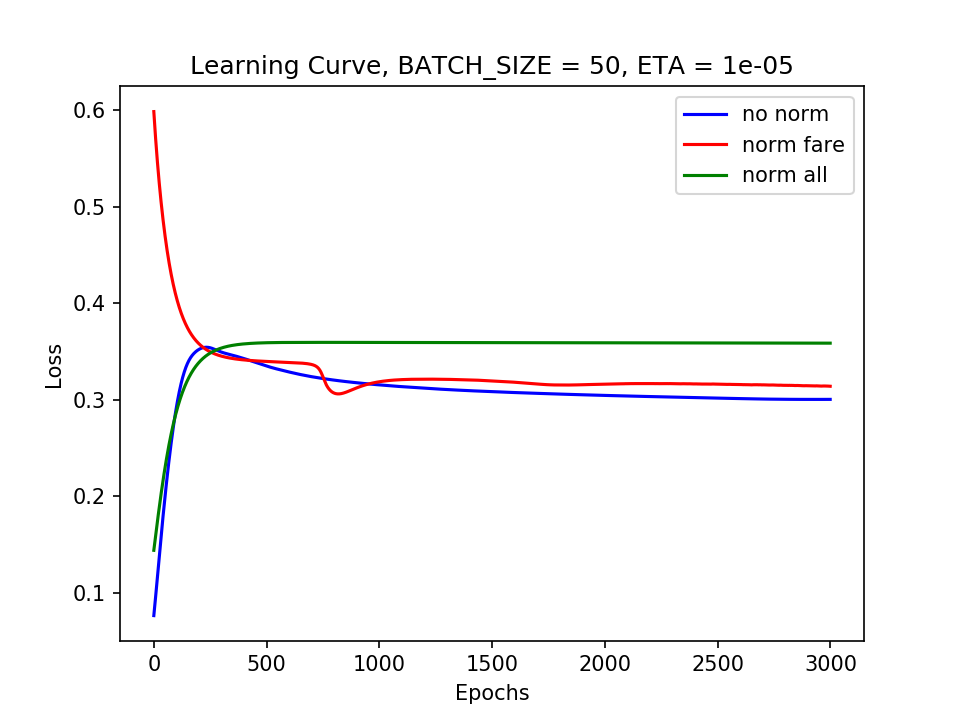 Learning Curve, BATCH_SIZE = 50, ETA = 1e-05
0.6
0.5
0.4
0.3
0.2
0.1
Loss
no norm
norm fare
norm all
0 500 1000 1500 2000 2500 3000
Epochs